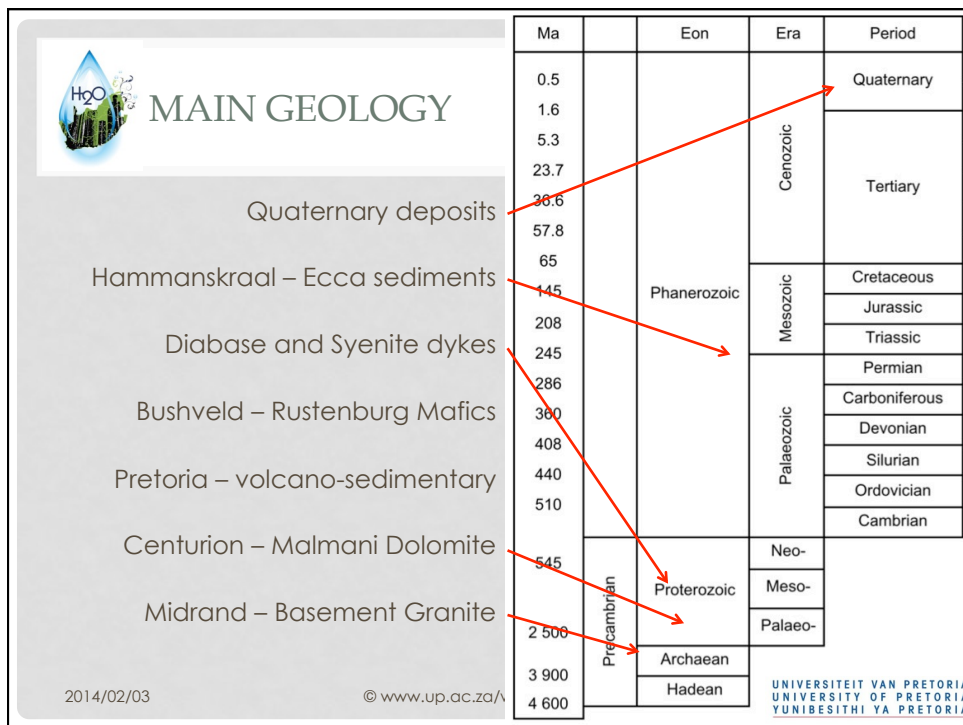 H2O
MAIN GEOLOGY
Quaternary deposits
Hammanskraal – Ecca sediments
Diabase and Syenite dykes
Bushveld – Rustenburg Mafics
Pretoria – volcano-sedimentary
Centurion – Malmani Dolomite
Midrand – Basement Granite
2014/02/03
© www.up.ac.za/
Ma Eon Era Period
0.5
1.6
5.3
23.7
36.6
57.8
65
145
208
245
286
360
408
440
510
545
2 500
3 900
4 600
Precambrian
Phanerozoic
Proterozoic
Archaean
Hadean
Cenozoic
Mesozoic
Palaeozoic
Neo-
Meso-
Palaeo-
Quaternary
Tertiary
Cretaceous
Jurassic
Triassic
Permian
Carboniferous
Devonian
Silurian
Ordovician
Cambrian
UNIVERSITEIT VAN PRETORIA
UNIVERSITY OF PRETORIA
YUNIBESITHI YA PRETORIA